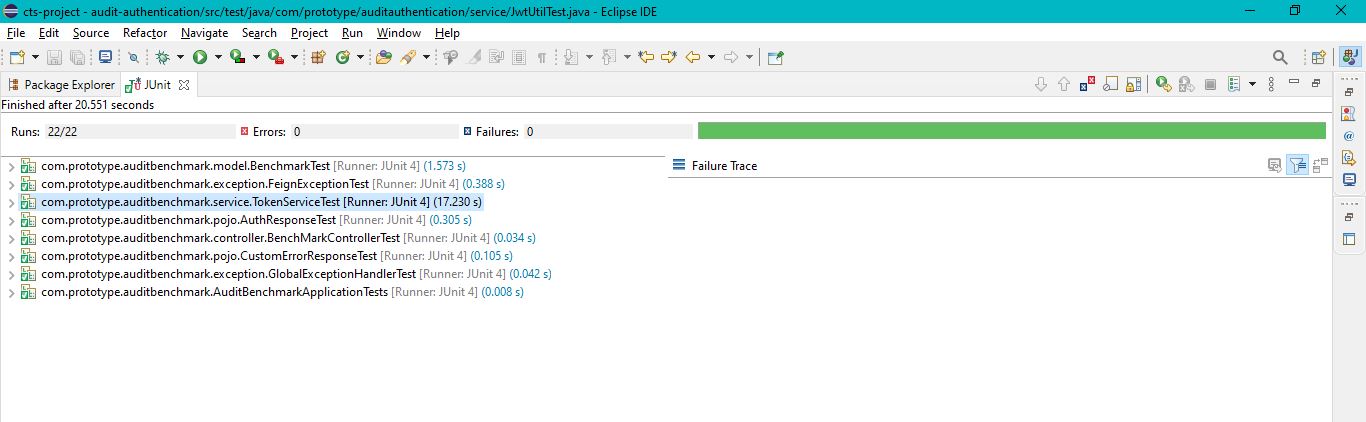 cts-project - audit-authentication/src/test/java/com/prototype/auditauthentication/service/JwtUtilTest.java - Eclipse IDE
File Edit Source Refactor Navigate Search Project Run Window Help
Package Explorer JUnit
Finished after 20.551 seconds
Runs: 22/22 Errors: 0 Failures: 0
com.prototype.auditbenchmark.model.BenchmarkTest [Runner: JUnit 4] (1.573 s)
Failure Trace
com.prototype.auditbenchmark.exception.FeignExceptionTest [Runner: JUnit 4] (0.388 s)
com.prototype.auditbenchmark.service.TokenServiceTest [Runner: JUnit 4] (17.230 s)
com.prototype.auditbenchmark.pojo.AuthResponseTest [Runner: JUnit 4] (0.305 s)
com.prototype.auditbenchmark.controller.BenchMarkControllerTest [Runner: JUnit 4] (0.034 s)
com.prototype.auditbenchmark.pojo.CustomErrorResponseTest [Runner: JUnit 4] (0.105 s)
com.prototype.auditbenchmark.exception.GlobalExceptionHandlerTest [Runner: JUnit 4] (0.042 s)
com.prototype.auditbenchmark.AuditBenchmarkApplicationTests [Runner: JUnit 4] (0.008 s)